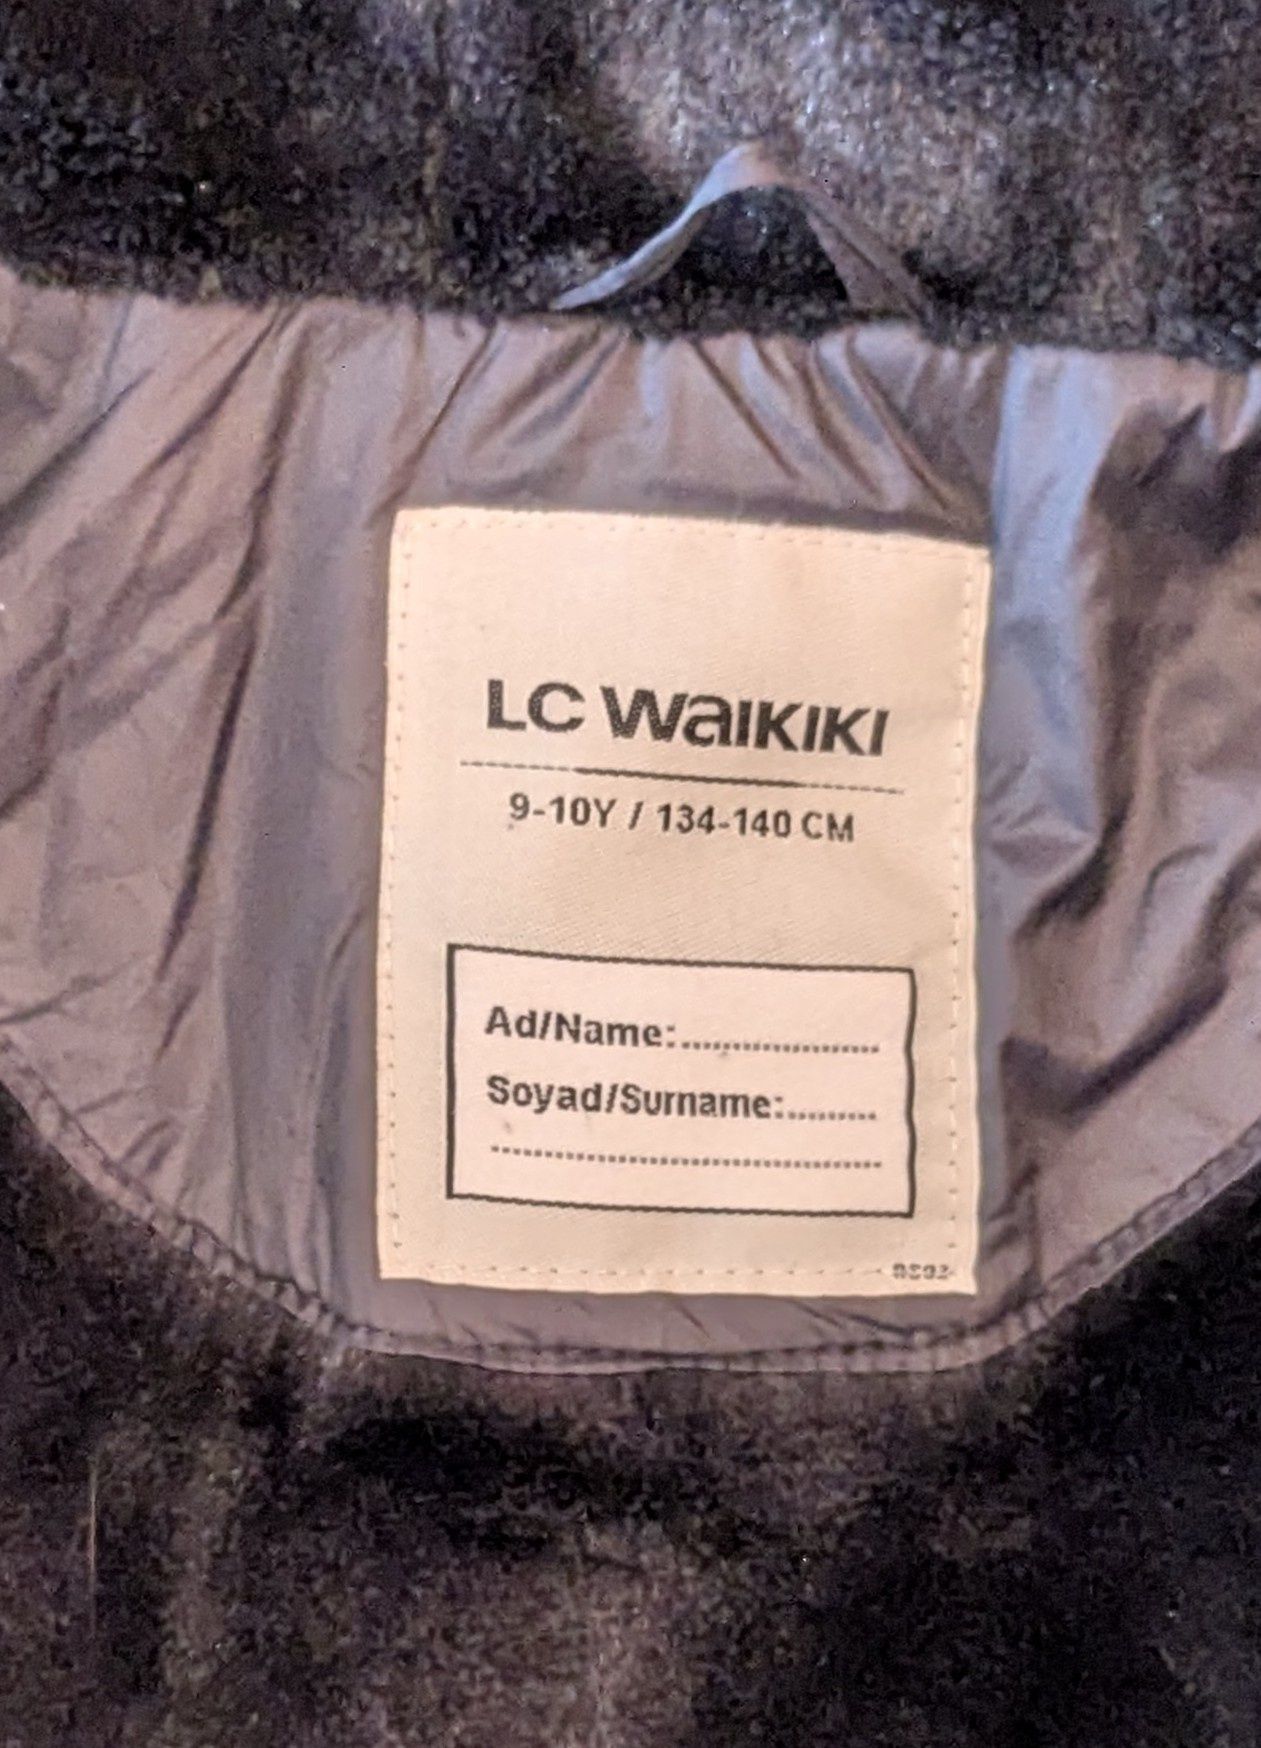 LC WAIKIKI
9-10Y / 134-140 CM
Ad/Name:....................
Soyad/Surname:..........
........................................